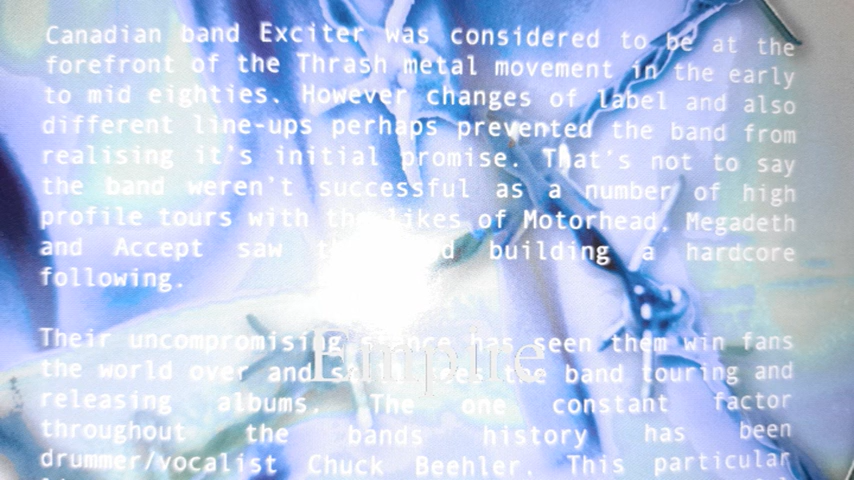 Canadian band Exciter was considered to be at the
forefront of the Thrash metal movement in the early
to mid eighties. However changes of label and also
different line-ups perhaps prevented the band from
realising it's initial promise. That's not to say
the band weren't successful as a number of high
profile tours with the likes of Motorhead, Megadeth
and Accept saw building a hardcore
following.
Their uncompromising stance has seen them win fans
Empire
the world over and sees the band touring and
releasing albums. The one constant factor
throughout the bands history has been
drummer/vocalist Chuck Beehler. This particular